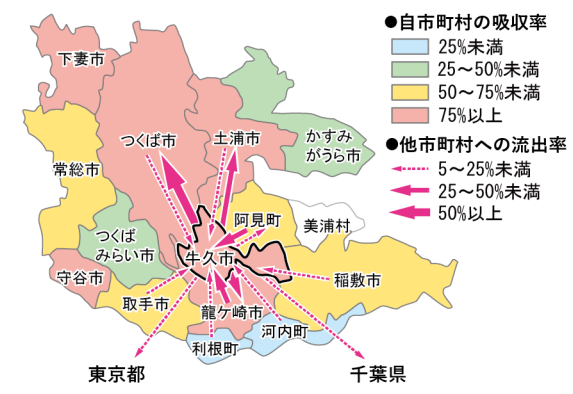 ●自市町村の吸収率
25%未満
25～50%未満
50～75%未満
75%以上
●他市町村への流出率
5～25%未満
25～50%未満
50%以上
下妻市
つくば市
土浦市
かすみ
がうら市
常総市
阿見町
美浦村
つくば
みらい市
牛久市
守谷市
稲敷市
取手市
龍ケ崎市
河内町
利根町
東京都
千葉県